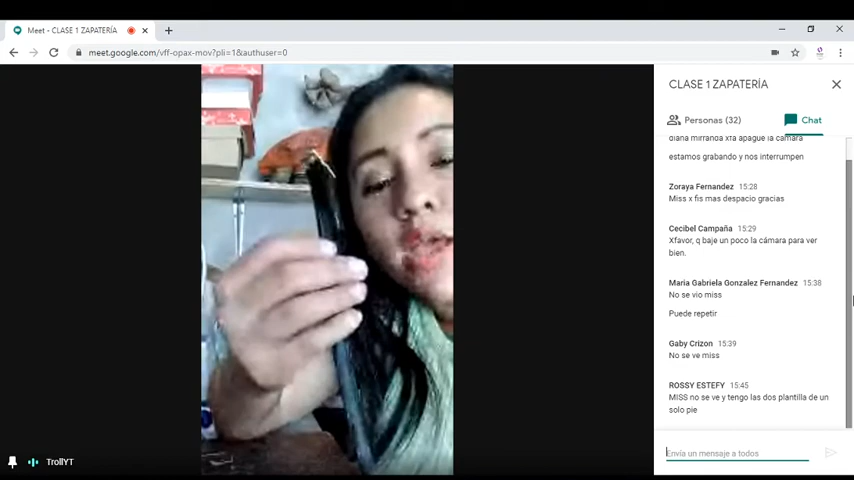 Meet - CLASE 1 ZAPATERÍA
meet.google.com/vff-opax-mov?pli=1&authuser=0
CLASE 1 ZAPATERÍA
Personas (32)
Chat
diana mirranda xfa apague la cámara
estamos grabando y nos interrumpen
Zoraya Fernandez 15:28
Miss x fis mas despacio gracias
Cecibel Campaña 15:29
Xfavor, q baje un poco la cámara para ver
bien.
Maria Gabriela Gonzalez Fernandez 15:38
No se vio miss
Puede repetir
Gaby Crizon 15:39
No se ve miss
ROSSY ESTEFY 15:45
MISS no se ve y tengo las dos plantilla de un
solo pie
Envía un mensaje a todos
TrollYT